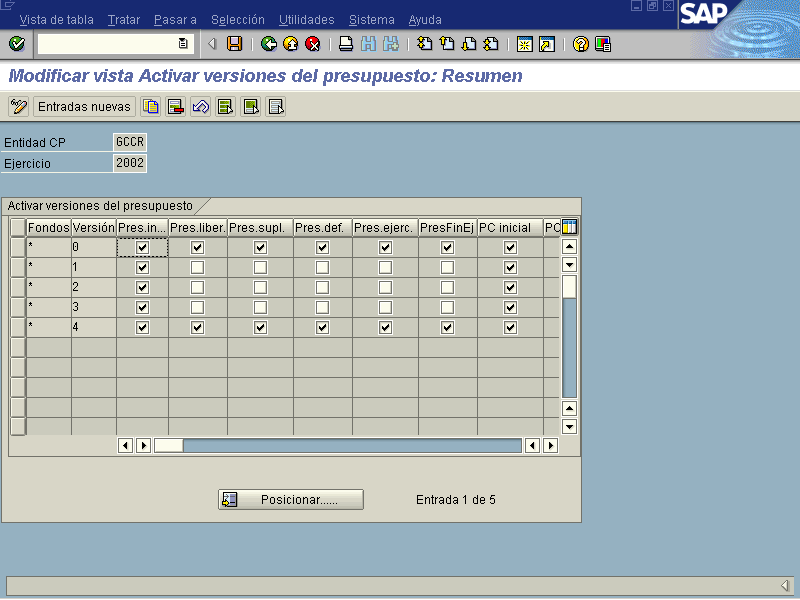 Vista de tabla Tratar Pasar a Selección Utilidades Sistema Ayuda
SAP
Modificar vista Activar versiones del presupuesto: Resumen
Entradas nuevas
Entidad CP GCCR
Ejercicio 2002
Activar versiones del presupuesto
Fondos Versión Pres.in... Pres.liber. Pres.supl. Pres.def. Pres.ejerc. PresFinEj PC inicial PC
* 0
* 1
* 2
* 3
* 4
Posicionar...... Entrada 1 de 5